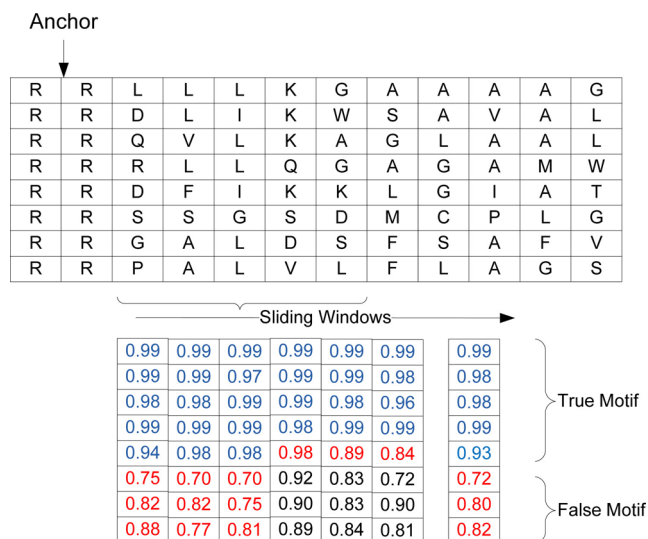 Anchor
R R L L L K G A A A A G
R R D L I K W S A V A L
R R Q V L K A G L A A L
R R R L L Q G A G A M W
R R D F I K K L G I A T
R R S S G S D M C P L G
R R G A L D S F S A F V
R R P A L V L F L A G S
Sliding Windows
0.99 0.99 0.99 0.99 0.99 0.99 0.99
0.99 0.99 0.97 0.99 0.99 0.98 0.98
0.98 0.98 0.99 0.99 0.98 0.96 0.98
True Motif
0.99 0.99 0.99 0.98 0.99 0.99 0.99
0.94 0.98 0.98 0.98 0.89 0.84 0.93
0.75 0.70 0.70 0.92 0.83 0.72 0.72
0.82 0.82 0.75 0.90 0.83 0.90 0.80
False Motif
0.88 0.77 0.81 0.89 0.84 0.81 0.82